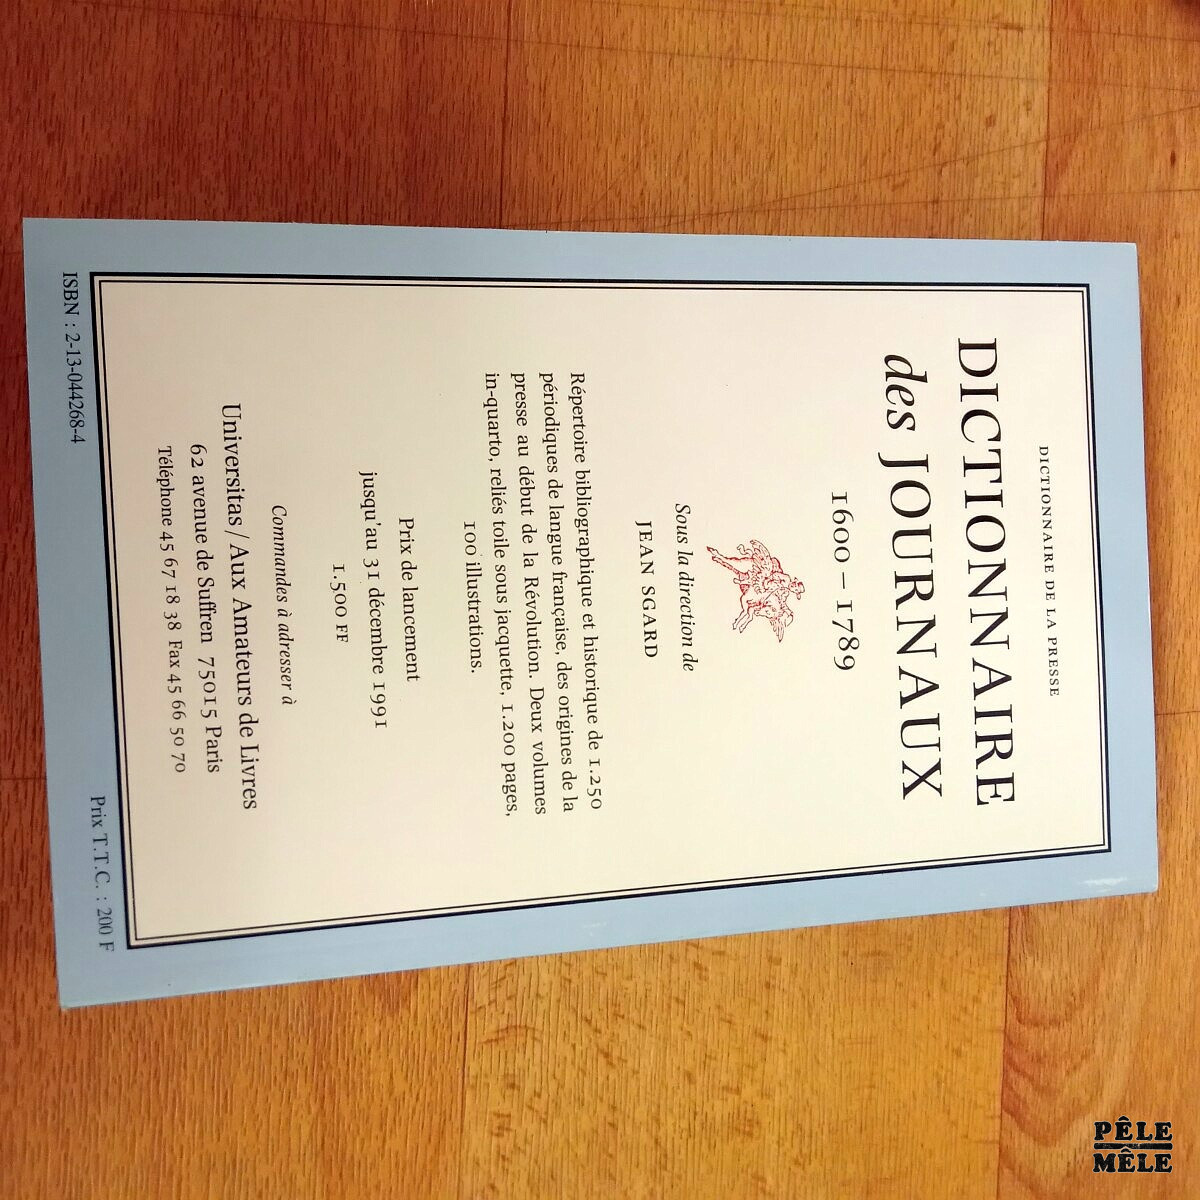 DICTIONNAIRE DE LA PRESSE
DICTIONNAIRE
des JOURNAUX
1600 – 1789
Sous la direction de
JEAN SGARD
Répertoire bibliographique et historique de 1.250
périodiques de langue française, des origines de la
presse au début de la Révolution. Deux volumes
in-quarto, reliés toile sous jacquette, 1.200 pages,
100 illustrations.
Prix de lancement
jusqu'au 31 décembre 1991
1.500 FF
Commandes à adresser à
Universitas / Aux Amateurs de Livres
62 avenue de Suffren 75015 Paris
Téléphone 45 67 18 38 Fax 45 66 50 70
ISBN : 2-13-044268-4
Prix T.T.C. : 200 F
PÊLE
MÊLE